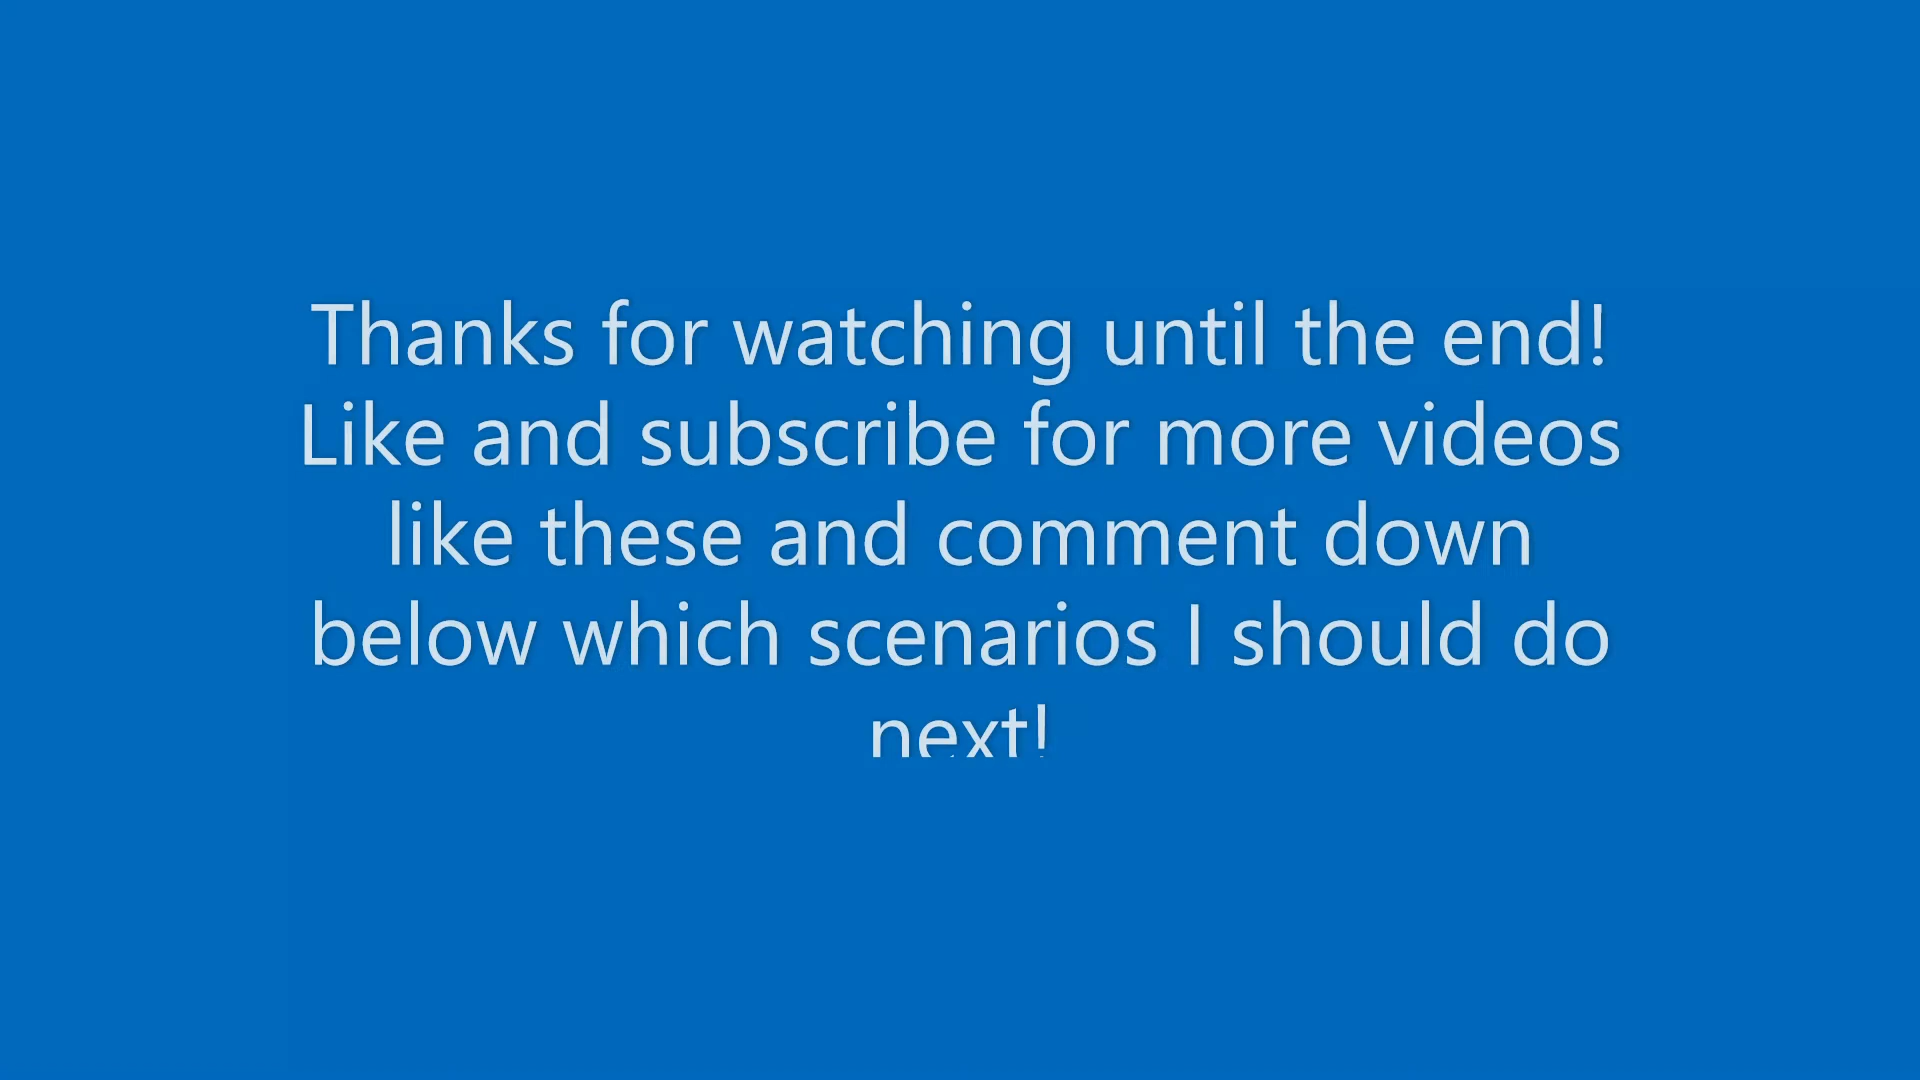 Thanks for watching until the end!
Like and subscribe for more videos
like these and comment down
below which scenarios I should do
next!